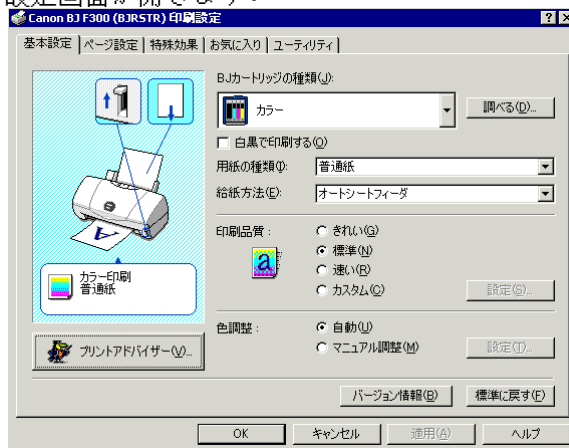 設定画面が開きます。
Canon BJ F300 (BJRSTR) 印刷設定
基本設定 ページ設定 特殊効果 お気に入り ユーティリティ
BJカートリッジの種類(J):
カラー
調べる(D)...
白黒で印刷する(O)
用紙の種類(I): 普通紙
給紙方法(E): オートシートフィーダ
印刷品質：
きれい(G)
標準(N)
速い(R)
カスタム(C)
設定(S)...
カラー印刷
普通紙
色調整：
自動(U)
マニュアル調整(M)
設定(T)...
プリントアドバイザー(V)...
バージョン情報(B) 標準に戻す(F)
OK キャンセル 適用(A) ヘルプ